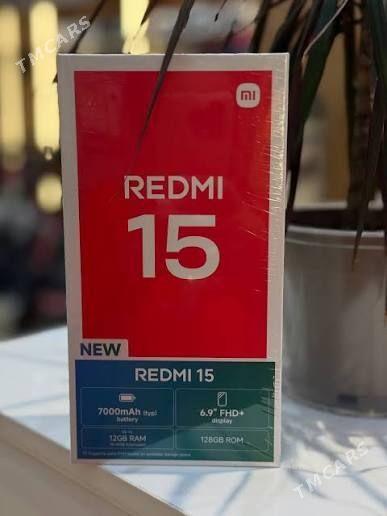 TMCARS
mi
REDMI
15
NEW
REDMI 15
7000mAh (typ)
battery
6.9" FHD+
display
12GB RAM
128GB ROM
TMCARS